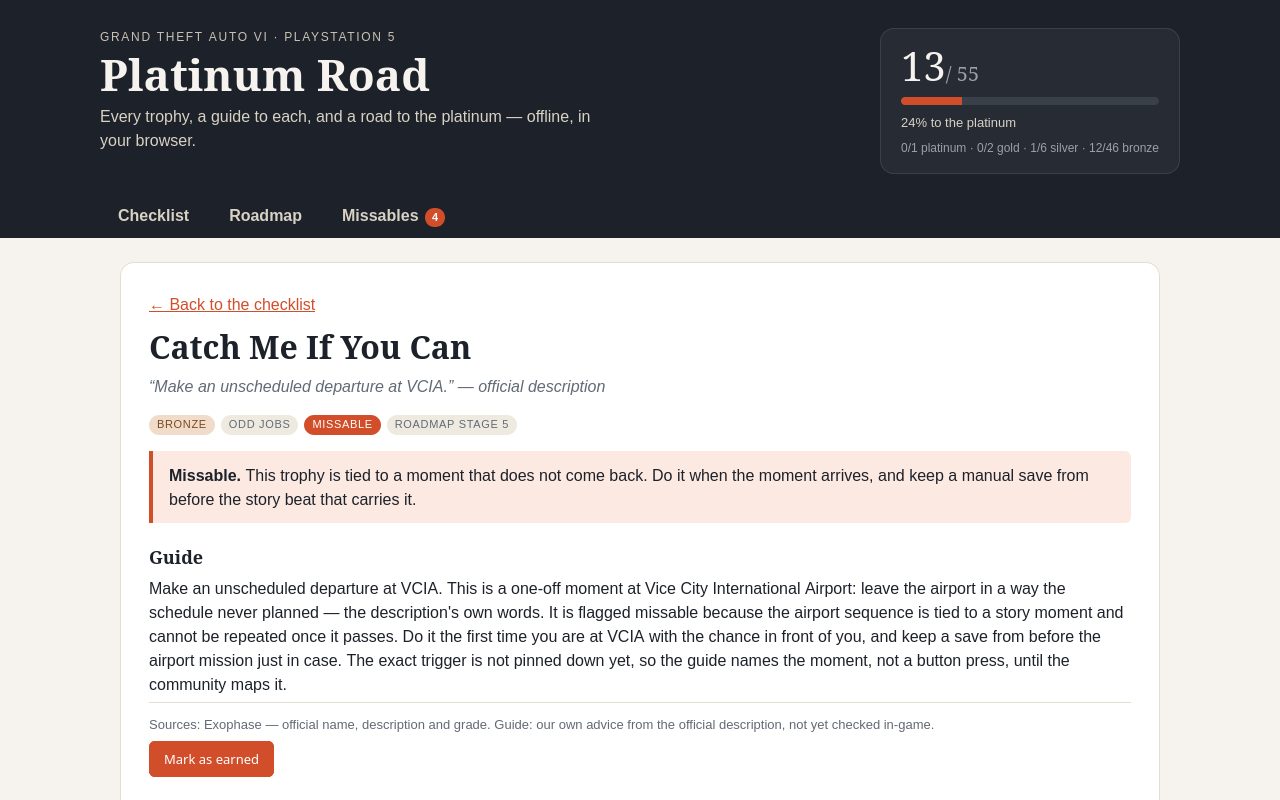 GRAND THEFT AUTO VI · PLAYSTATION 5
Platinum Road
Every trophy, a guide to each, and a road to the platinum — offline, in
your browser.
13/ 55
24% to the platinum
0/1 platinum · 0/2 gold · 1/6 silver · 12/46 bronze
Checklist Roadmap Missables 4
← Back to the checklist
Catch Me If You Can
“Make an unscheduled departure at VCIA.” — official description
BRONZE ODD JOBS MISSABLE ROADMAP STAGE 5
Missable. This trophy is tied to a moment that does not come back. Do it when the moment arrives, and keep a manual save from
before the story beat that carries it.
Guide
Make an unscheduled departure at VCIA. This is a one-off moment at Vice City International Airport: leave the airport in a way the
schedule never planned — the description's own words. It is flagged missable because the airport sequence is tied to a story moment and
cannot be repeated once it passes. Do it the first time you are at VCIA with the chance in front of you, and keep a save from before the
airport mission just in case. The exact trigger is not pinned down yet, so the guide names the moment, not a button press, until the
community maps it.
Sources: Exophase — official name, description and grade. Guide: our own advice from the official description, not yet checked in-game.
Mark as earned